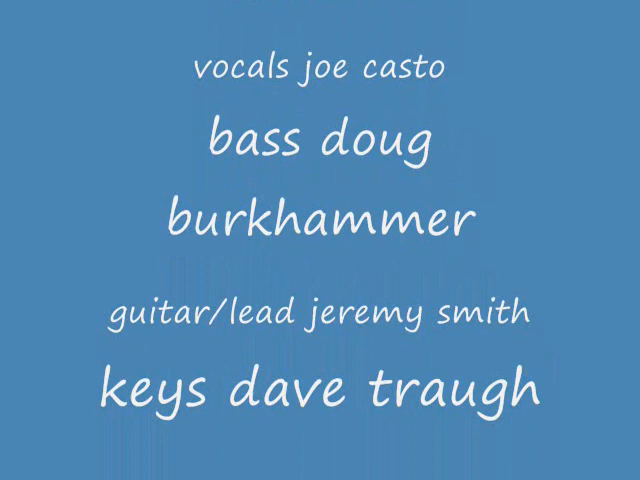 vocals joe casto
bass doug
burkhammer
guitar/lead jeremy smith
keys dave traugh